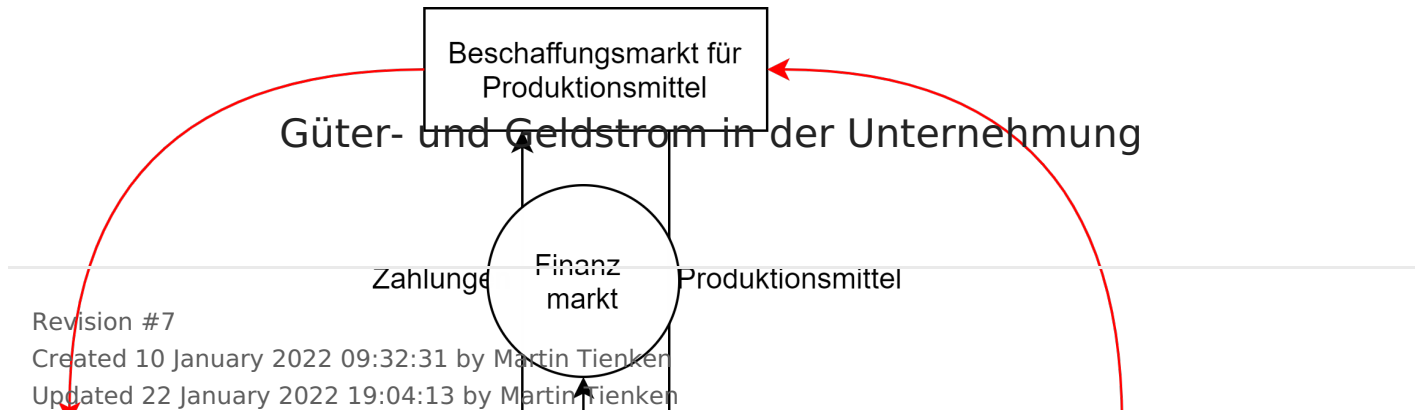 Beschaffungsmarkt für
Produktionsmittel
Güter- und Geldstrom in der Unternehmung
Finanz
markt
Zahlunge
Produktionsmittel
Revision #7
Created 10 January 2022 09:32:31 by Martin Tienken
Updated 22 January 2022 19:04:13 by Martin Tienken